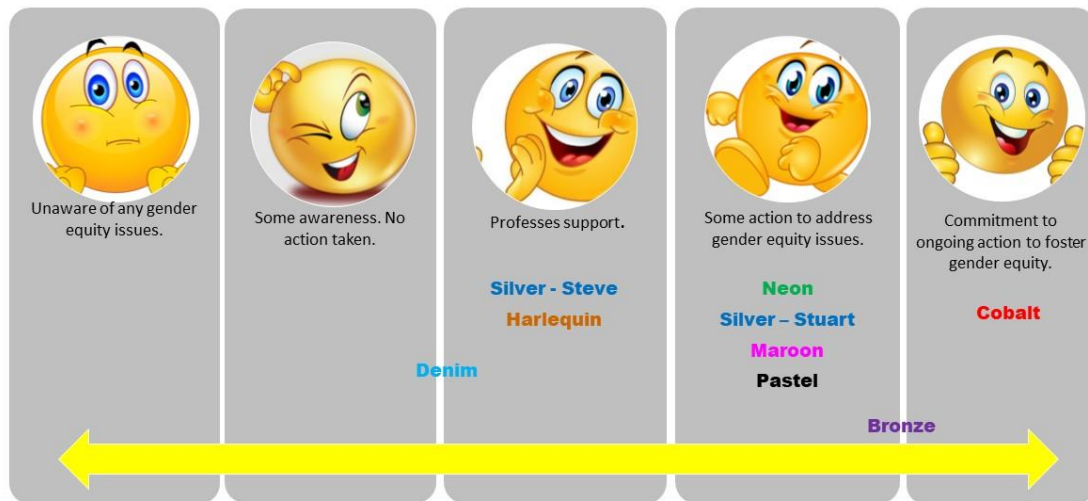 Unaware of any gender
equity issues.
Some awareness. No
action taken.
Professes support.
Some action to address
gender equity issues.
Commitment to
ongoing action to foster
gender equity.
Silver - Steve
Harlequin
Denim
Neon
Silver – Stuart
Maroon
Pastel
Bronze
Cobalt